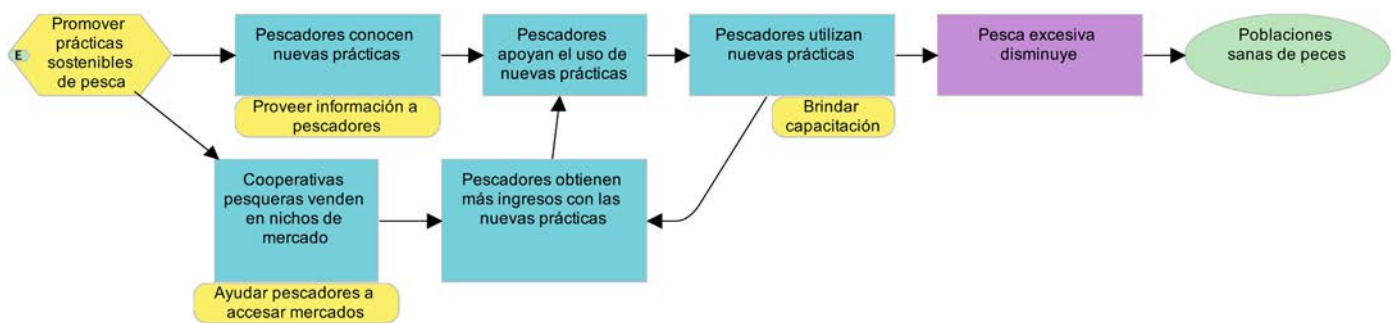 Promover
prácticas
sostenibles
de pesca
E
Pescadores conocen
nuevas prácticas
Proveer información a
pescadores
Pescadores
apoyan el uso de
nuevas prácticas
Pescadores utilizan
nuevas prácticas
Brindar
capacitación
Pesca excesiva
disminuye
Poblaciones
sanas de peces
Cooperativas
pesqueras venden
en nichos de
mercado
Ayudar pescadores a
accesar mercados
Pescadores obtienen
más ingresos con las
nuevas prácticas